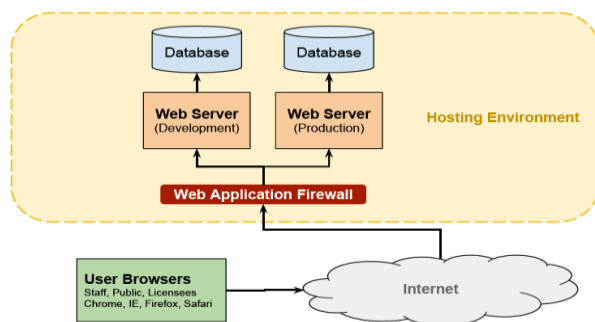 Database
Database
Web Server
(Development)
Web Server
(Production)
Hosting Environment
Web Application Firewall
User Browsers
Staff, Public, Licensees
Chrome, IE, Firefox, Safari
Internet